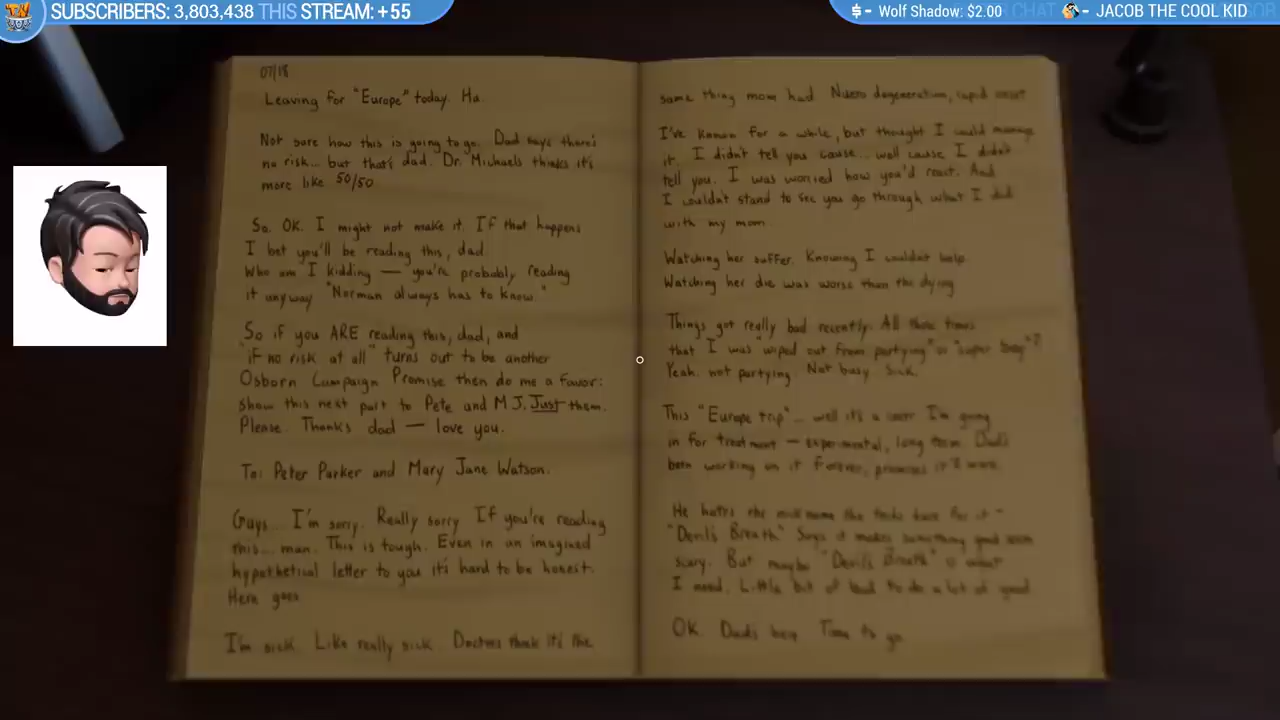 SUBSCRIBERS: 3,803,438 THIS STREAM: +55
$- Wolf Shadow: $2.00
- JACOB THE COOL KID
07/18
Leaving for "Europe" today. Ha.
Not sure how this is going to go. Dad says there's
no risk... but that's dad. Dr. Michaels thinks it's
more like 50/50
So. OK. I might not make it. If that happens
I bet you'll be reading this, dad.
Who am I kidding — you're probably reading
it anyway "Norman always has to know."
So if you ARE reading this, dad, and
"if no risk at all" turns out to be another
Osborn Campaign Promise then do me a favor:
Show this next part to Pete and MJ. Just them.
Please. Thanks dad — love you.
To: Peter Parker and Mary Jane Watson.
Guys... I'm sorry. Really sorry If you're reading
this... man. This is tough. Even in an imagined
hypothetical letter to you it's hard to be honest.
Here goes
I'm sick. Like really sick. Doctors think it's the
same thing mom had Nuero degeneration, rapid onset
I've known for a while, but thought I could manage
it. I didn't tell you cause... well cause I didn't
tell you. I was worried how you'd react. And
I couldn't stand to see you go through what I did
with my mom.
Watching her suffer. Knowing I couldn't help.
Watching her die was worse than the dying
Things got really bad recently. All those times
that I was "wiped out from partying" or "super busy"?
Yeah. not partying. Not busy. Sick.
This "Europe trip"... well it's a cover I'm going
in for treatment — experimental, long term. Dad's
been working on it forever, promises it'll work.
He hates the nickname the techs have for it -
"Devil's Breath" Says it makes something good seem
scary. But maybe "Devil's Breath" is what
I need. Little bit of bad to do a lot of good.
OK. Dad's here Time to go